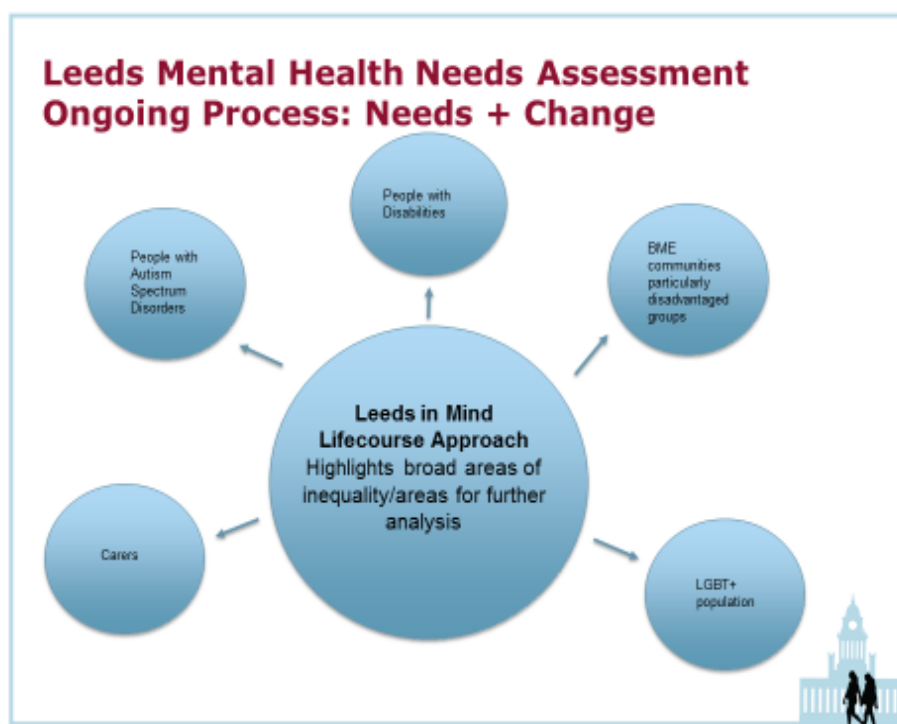 Leeds Mental Health Needs Assessment
Ongoing Process: Needs + Change
People with
Disabilities
People with
Autism
Spectrum
Disorders
BME
communities
particularly
disadvantaged
groups
Leeds in Mind
Lifecourse Approach
Highlights broad areas of
inequality/areas for further
analysis
Carers
LGBT+
population